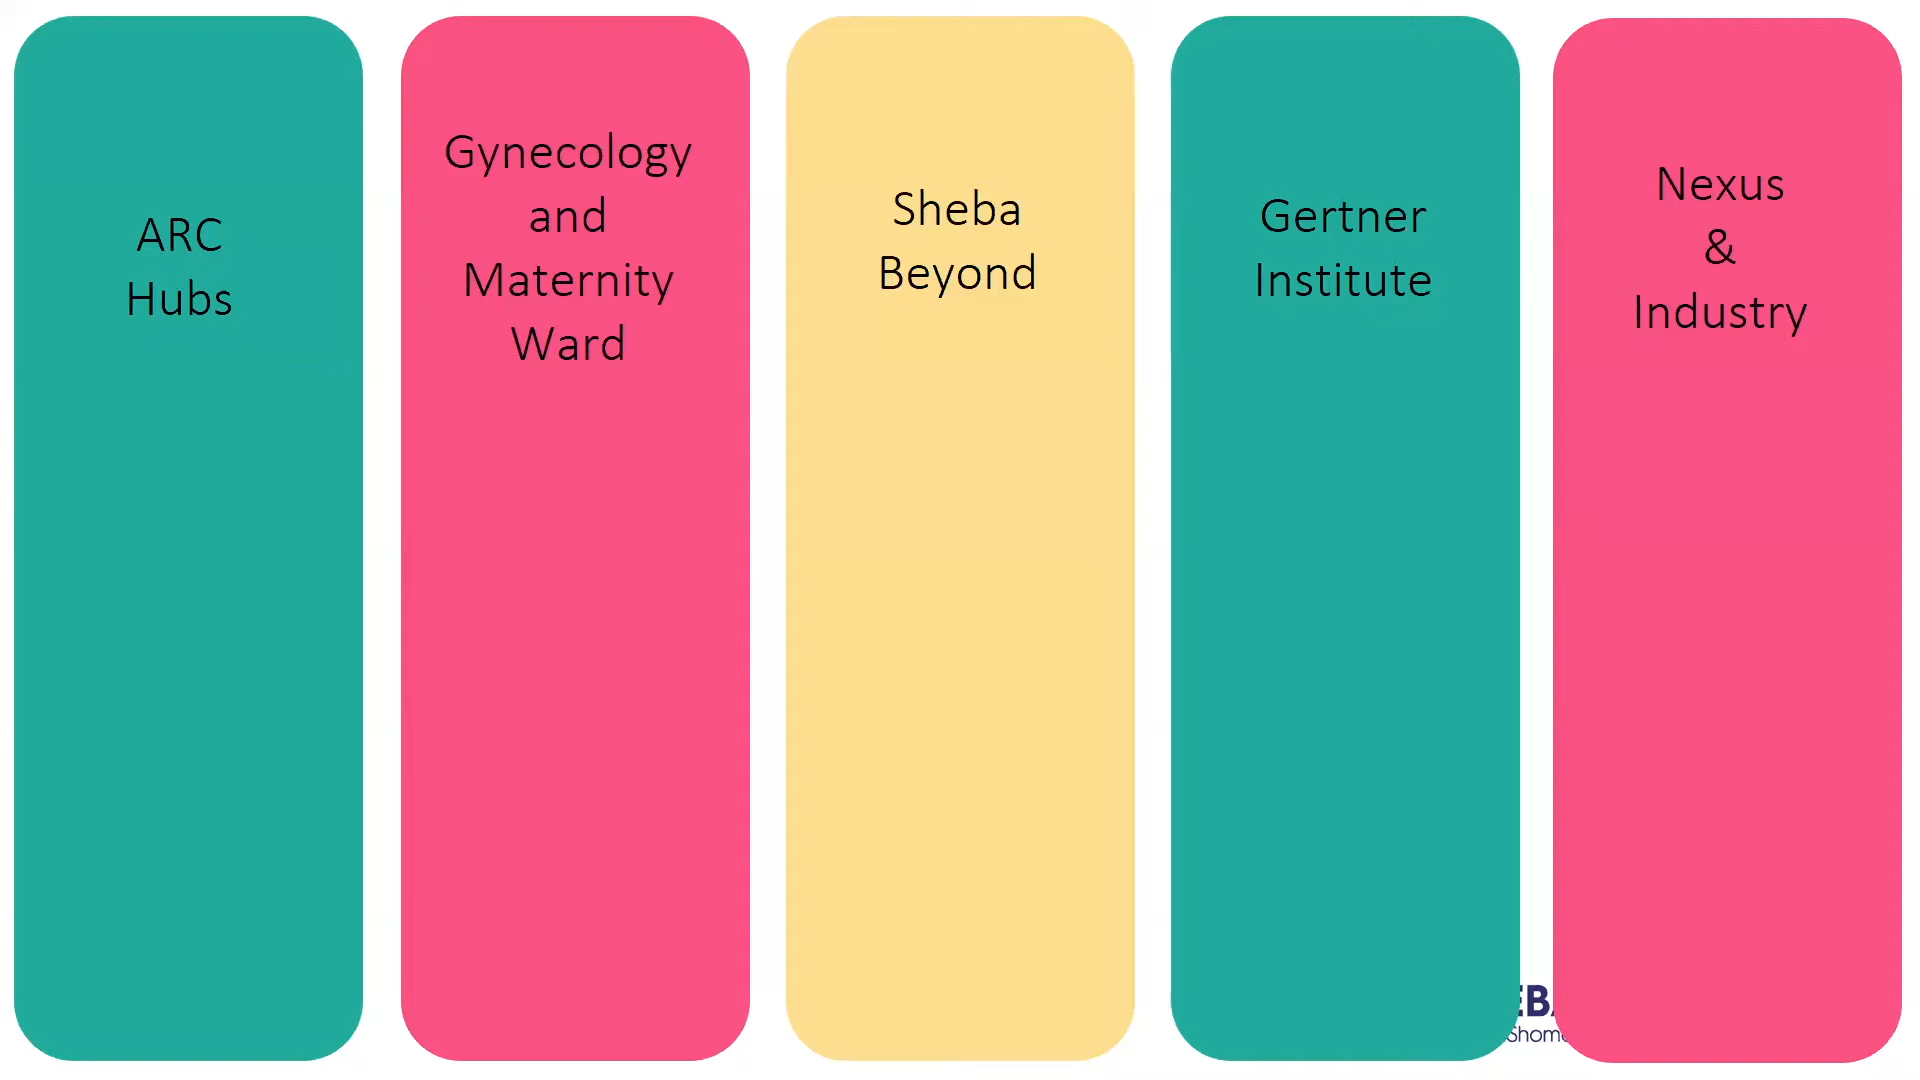 ARC
Hubs
Gynecology
and
Maternity
Ward
Sheba
Beyond
Gertner
Institute
Nexus
&
Industry